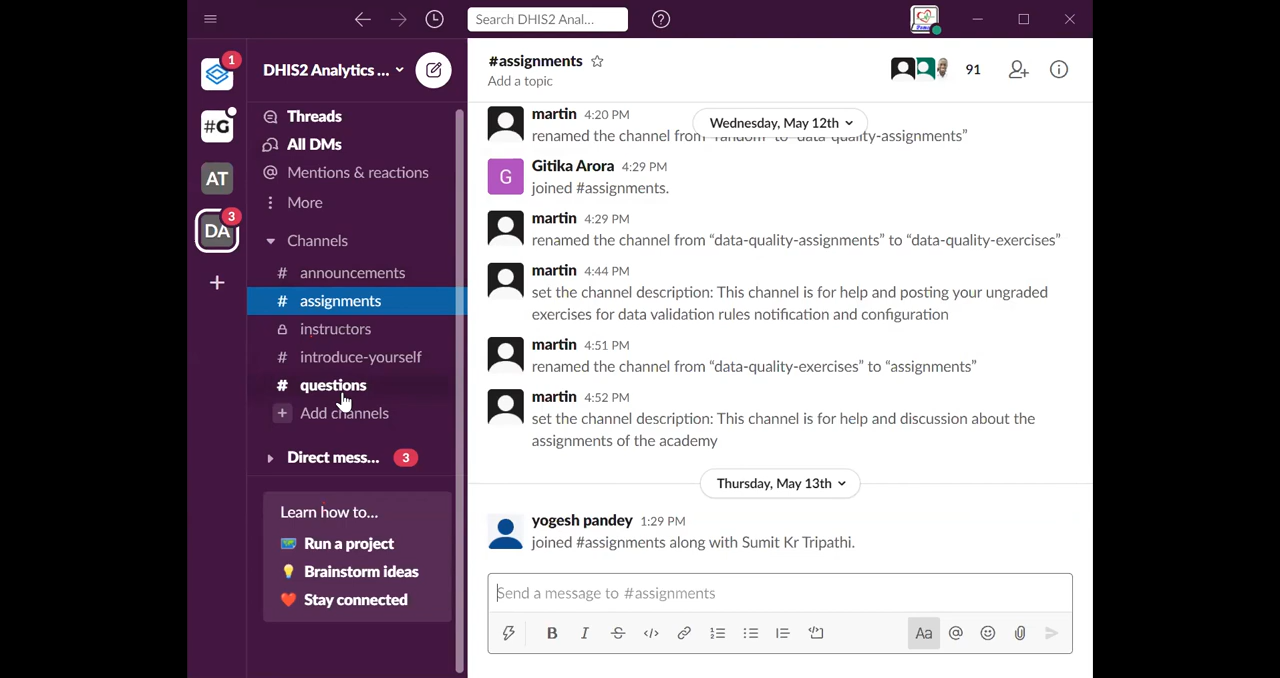 Search DHIS2 Anal...
1
#G
AT
3
DA
DHIS2 Analytics ...
Threads
All DMs
@ Mentions & reactions
More
Channels
# announcements
# assignments
instructors
# introduce-yourself
# questions
+ Add channels
Direct mess... 3
Learn how to...
Run a project
Brainstorm ideas
Stay connected
#assignments
Add a topic
91
Wednesday, May 12th
martin 4:20 PM
renamed the channel from "random" to "data-quality-assignments"
G
Gitika Arora 4:29 PM
joined #assignments.
martin 4:29 PM
renamed the channel from "data-quality-assignments" to "data-quality-exercises"
martin 4:44 PM
set the channel description: This channel is for help and posting your ungraded
exercises for data validation rules notification and configuration
martin 4:51 PM
renamed the channel from "data-quality-exercises" to "assignments"
martin 4:52 PM
set the channel description: This channel is for help and discussion about the
assignments of the academy
Thursday, May 13th
yogesh pandey 1:29 PM
joined #assignments along with Sumit Kr Tripathi.
Send a message to #assignments
B I S Aa @